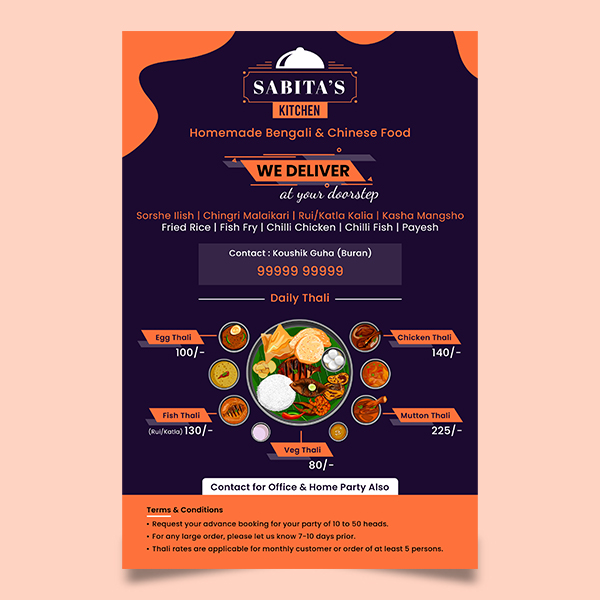 SABITA'S
KITCHEN
Homemade Bengali & Chinese Food
WE DELIVER
at your doorstep
Sorshe Ilish | Chingri Malaikari | Rui/Katla Kalia | Kasha Mangsho
Fried Rice | Fish Fry | Chilli Chicken | Chilli Fish | Payesh
Contact : Koushik Guha (Buran)
99999 99999
Daily Thali
Egg Thali
100/-
Chicken Thali
140/-
Fish Thali
(Rui/Katla) 130/-
Mutton Thali
225/-
Veg Thali
80/-
Contact for Office & Home Party Also
Terms & Conditions
• Request your advance booking for your party of 10 to 50 heads.
• For any large order, please let us know 7-10 days prior.
• Thali rates are applicable for monthly customer or order of at least 5 persons.